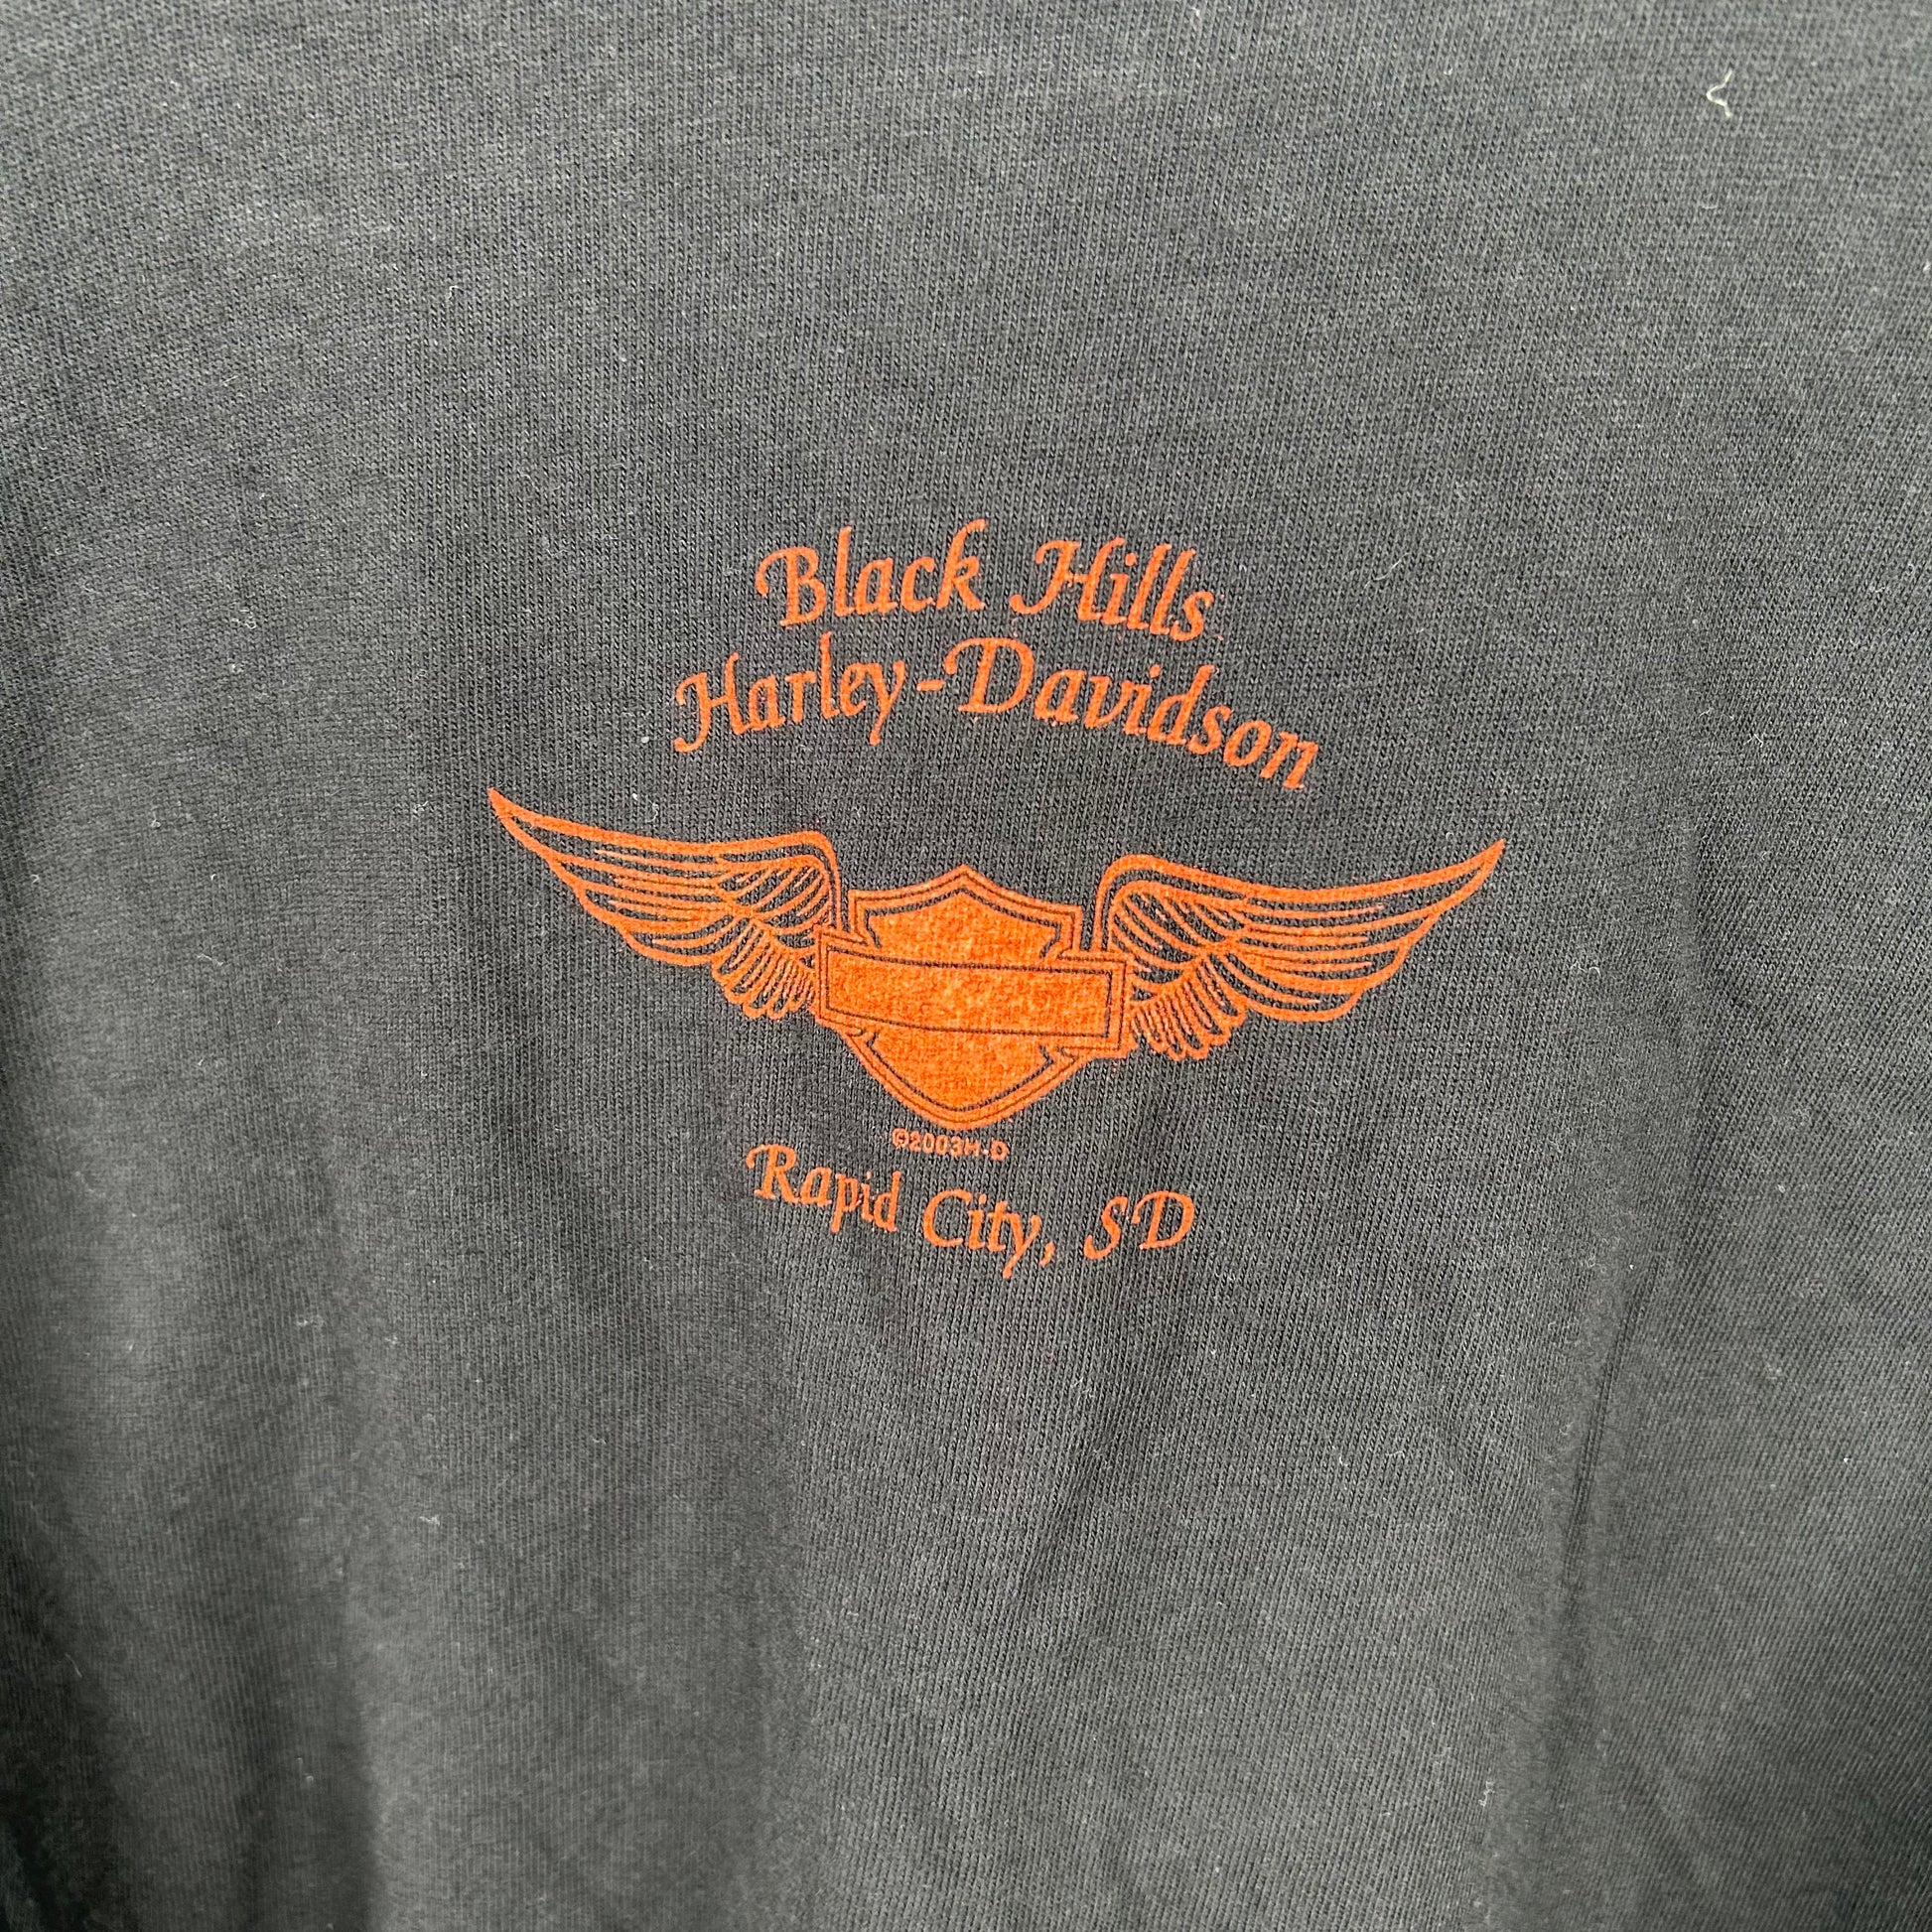 Black Hills
Harley-Davidson
©2003H-D
Rapid City, SD